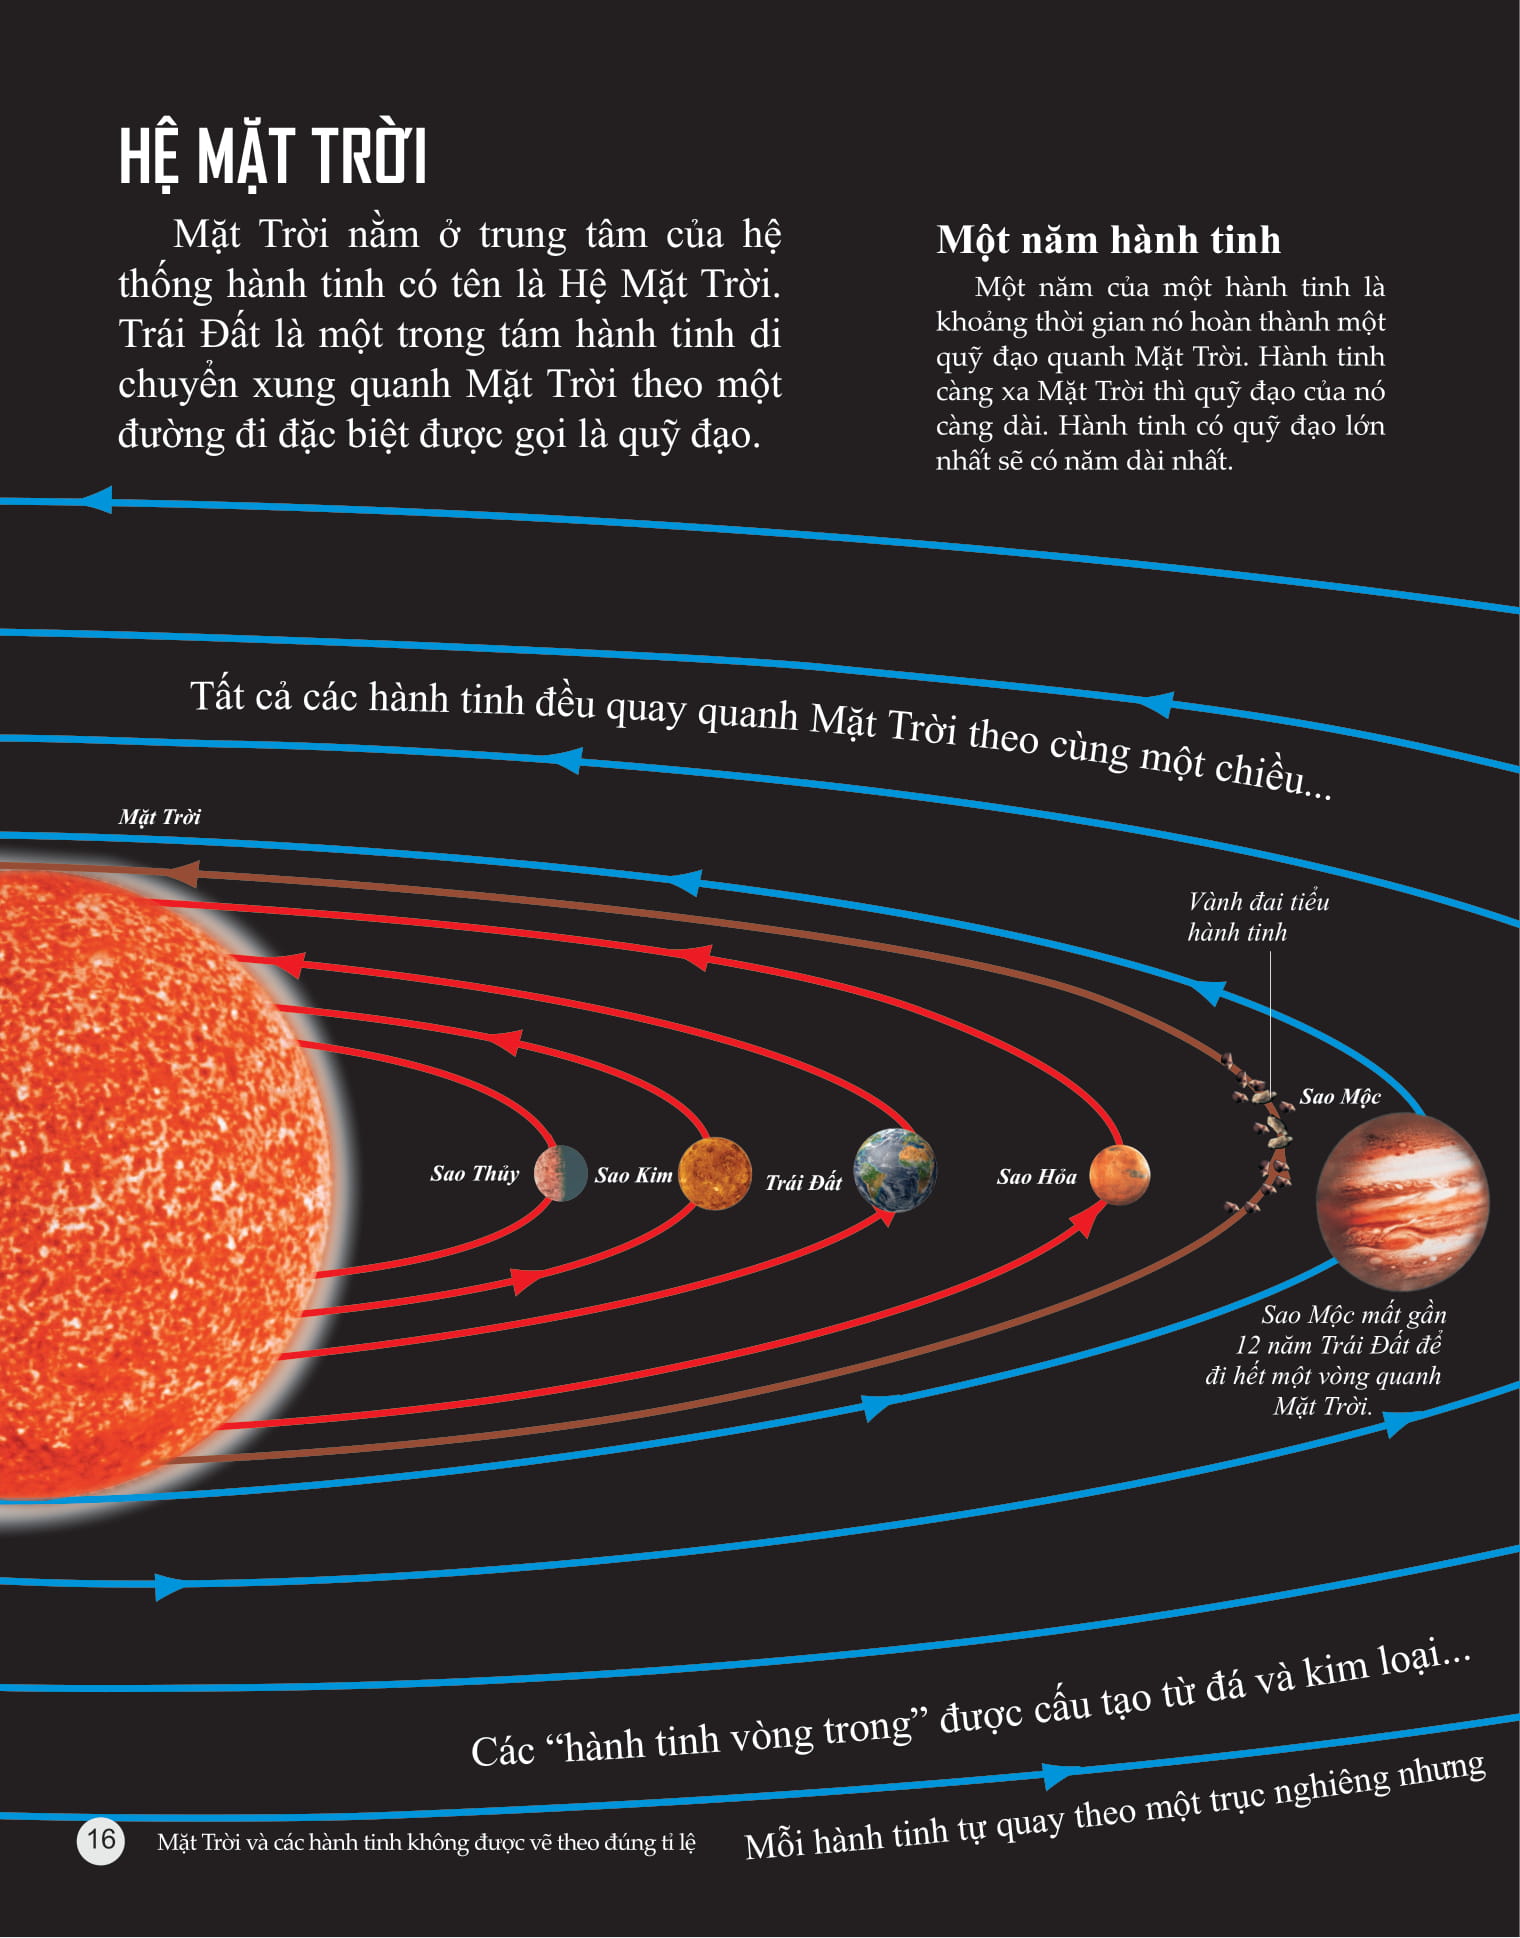 HỆ MẶT TRỜI
Mặt Trời nằm ở trung tâm của hệ
thống hành tinh có tên là Hệ Mặt Trời.
Trái Đất là một trong tám hành tinh di
chuyển xung quanh Mặt Trời theo một
đường đi đặc biệt được gọi là quỹ đạo.
Một năm hành tinh
Một năm của một hành tinh là
khoảng thời gian nó hoàn thành một
quỹ đạo quanh Mặt Trời. Hành tinh
càng xa Mặt Trời thì quỹ đạo của nó
càng dài. Hành tinh có quỹ đạo lớn
nhất sẽ có năm dài nhất.
Tất cả các hành tinh đều quay quanh Mặt Trời theo cùng một chiều...
Mặt Trời
Vành đai tiểu
hành tinh
Sao Mộc
Sao Thủy
Sao Kim
Trái Đất
Sao Hỏa
Sao Mộc mất gần
12 năm Trái Đất để
đi hết một vòng quanh
Mặt Trời.
Các “hành tinh vòng trong” được cấu tạo từ đá và kim loại...
Mỗi hành tinh tự quay theo một trục nghiêng nhưng
16
Mặt Trời và các hành tinh không được vẽ theo đúng tỉ lệ